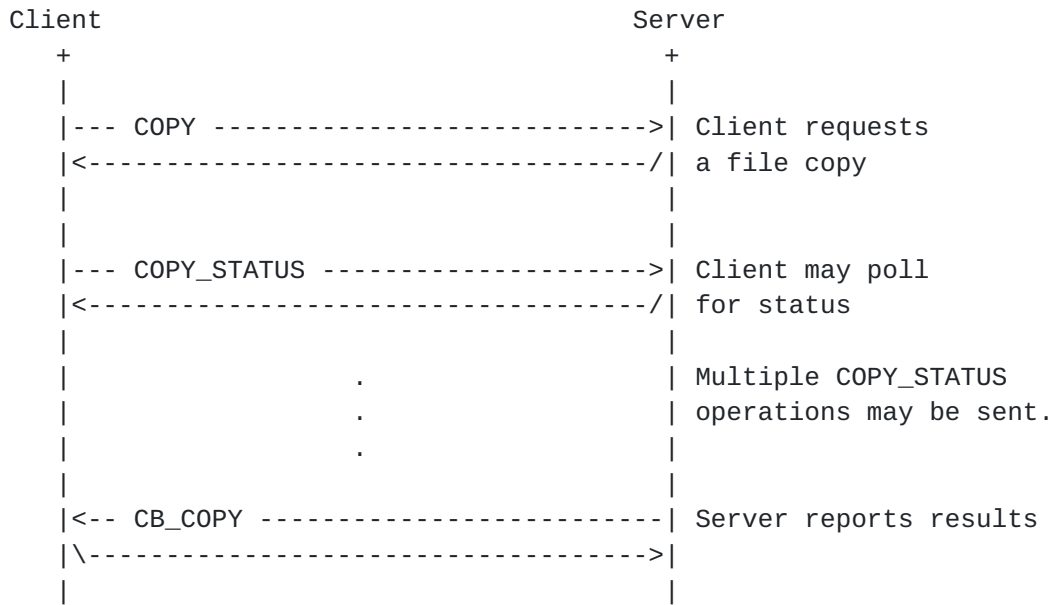 Client                                  Server
   +                                      +
   |                                      |
   |--- COPY ---------------------------->| Client requests
   |<------------------------------------/| a file copy
   |                                      |
   |                                      |
   |--- COPY_STATUS --------------------->| Client may poll
   |<------------------------------------/| for status
   |                                      |
   |                  .                   | Multiple COPY_STATUS
   |                  .                   | operations may be sent.
   |                  .                   |
   |                                      |
   |<-- CB_COPY --------------------------| Server reports results
   |\------------------------------------>|
   |                                      |